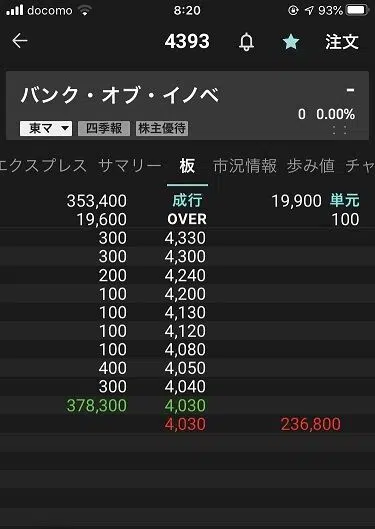 docomo 8:20 93%
4393 注文
バンク・オブ・イノベ -
0 0.00%
東マ 四季報 株主優待 : :
エクスプレス サマリー 板 市況情報 歩み値 チャ
353,400 成行 19,900 単元
19,600 OVER 100
300 4,330
300 4,300
200 4,240
100 4,200
100 4,130
100 4,120
100 4,080
400 4,050
300 4,040
378,300 4,030
4,030 236,800